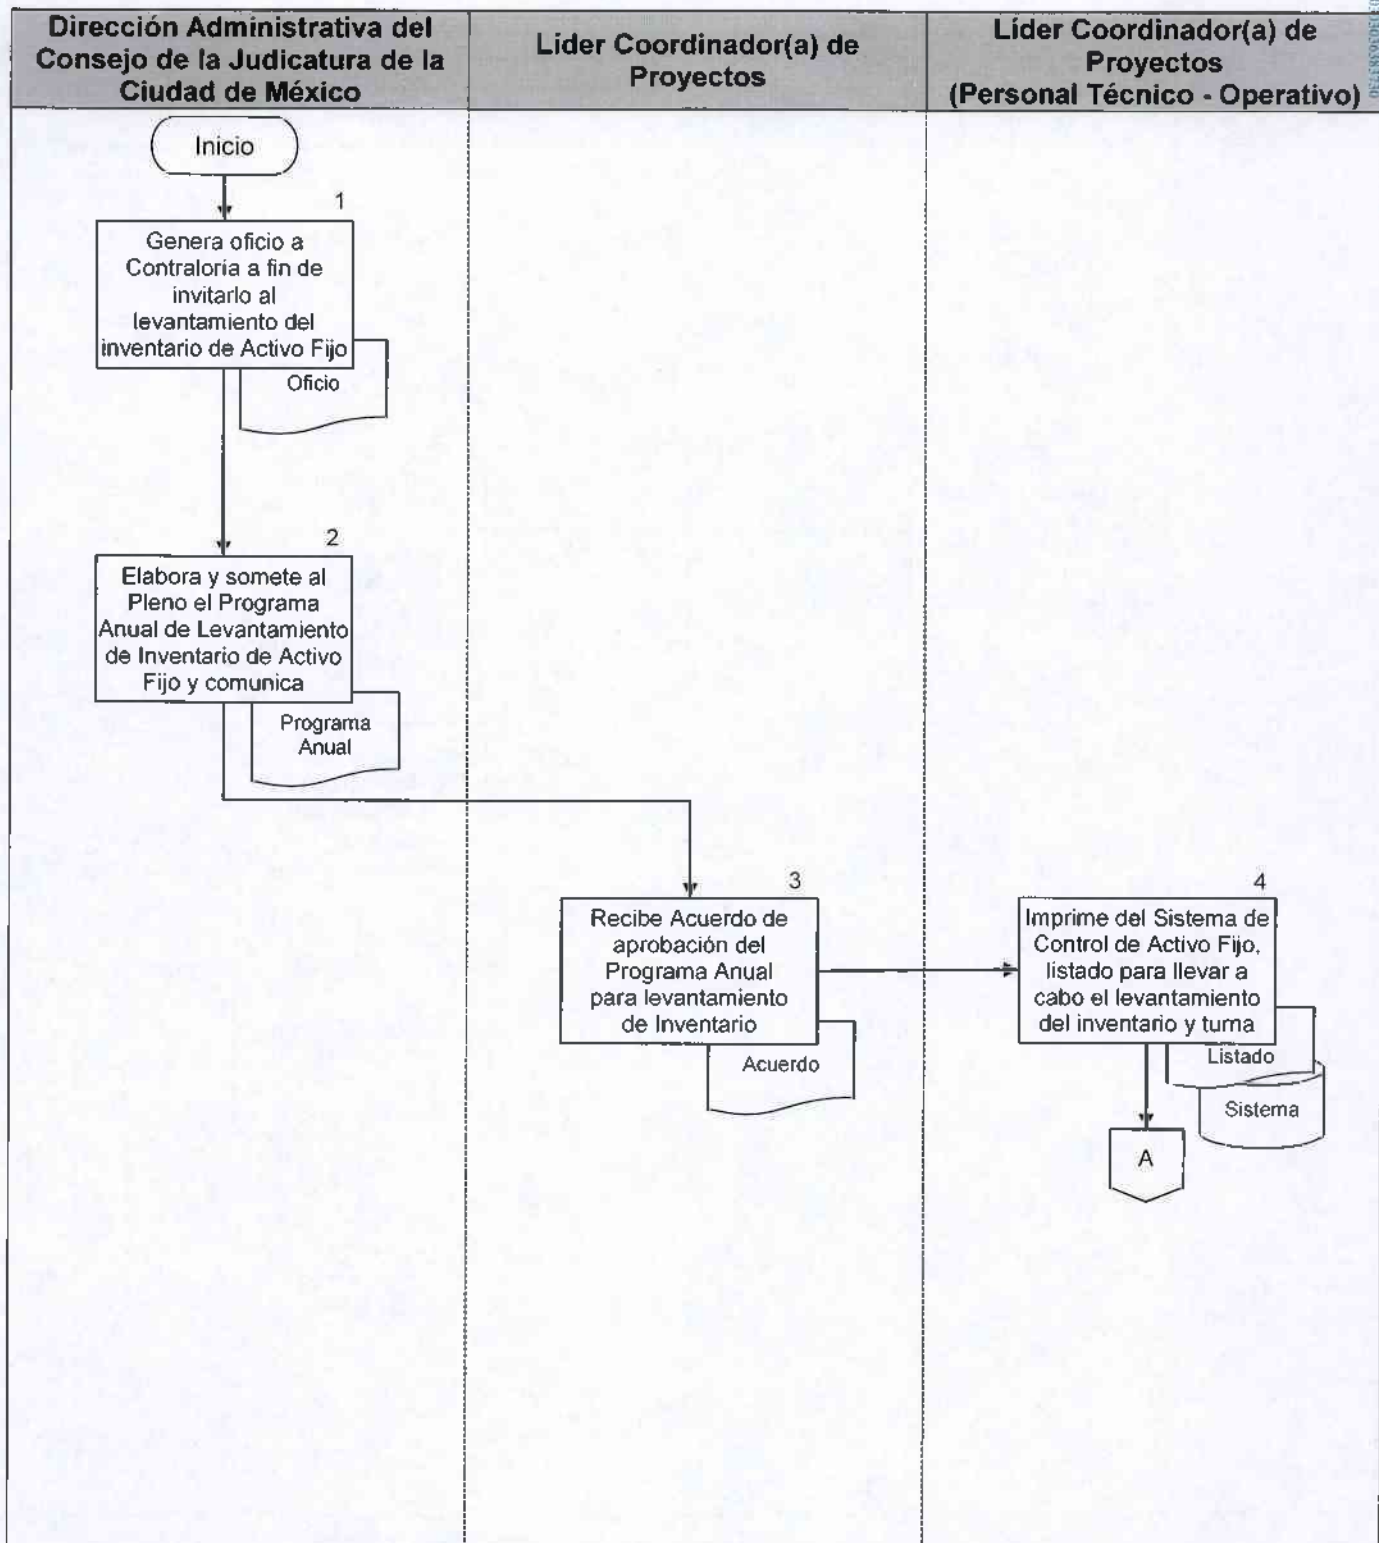 Dirección Administrativa del
Consejo de la Judicatura de la
Ciudad de México
Líder Coordinador(a) de
Proyectos
Líder Coordinador(a) de
Proyectos
(Personal Técnico - Operativo)
Inicio
1
Genera oficio a
Contraloría a fin de
invitarlo al
levantamiento del
inventario de Activo Fijo
Oficio
2
Elabora y somete al
Pleno el Programa
Anual de Levantamiento
de Inventario de Activo
Fijo y comunica
Programa
Anual
3
Recibe Acuerdo de
aprobación del
Programa Anual
para levantamiento
de Inventario
Acuerdo
4
Imprime del Sistema de
Control de Activo Fijo,
listado para llevar a
cabo el levantamiento
del inventario y turna
Listado
Sistema
A